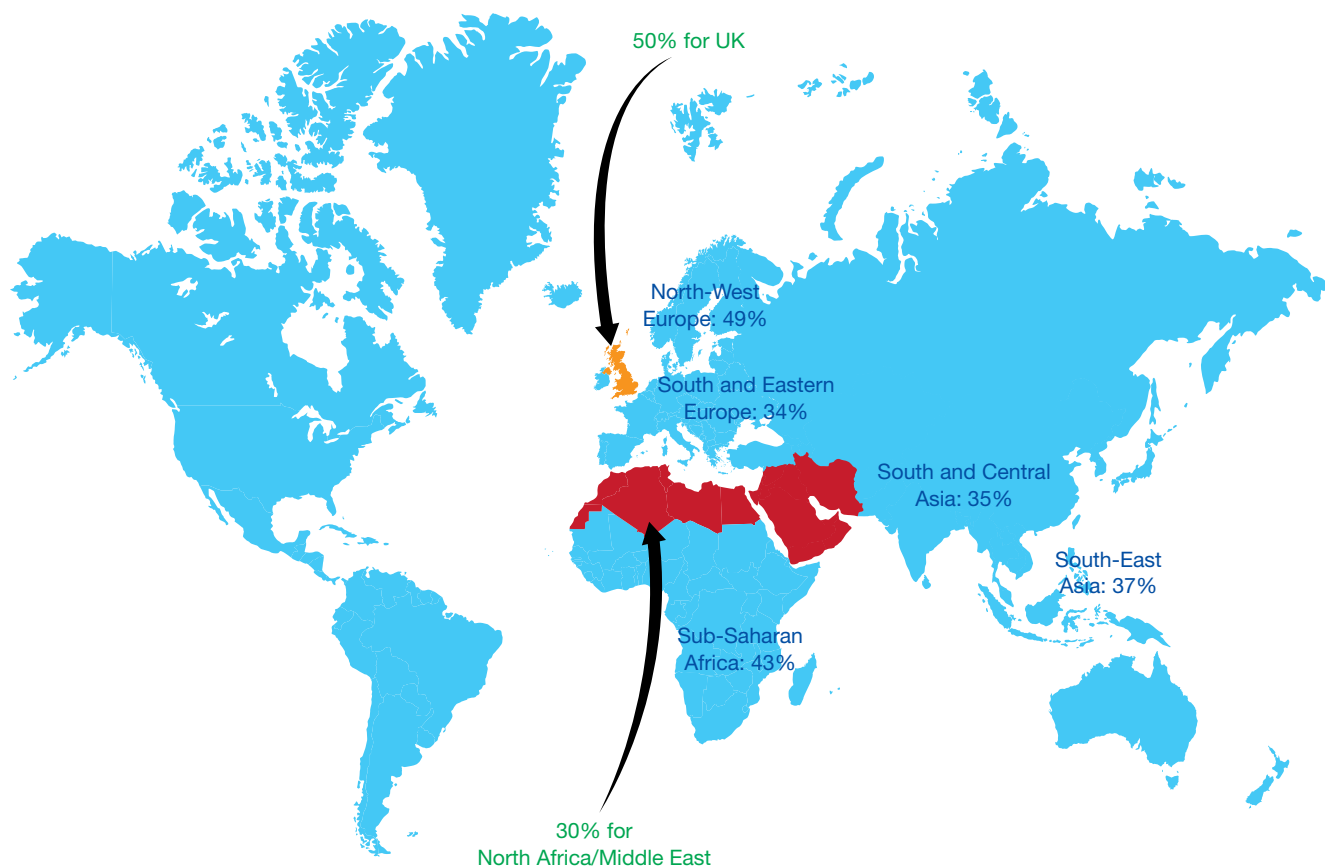 50% for UK
North-West
Europe: 49%
South and Eastern
Europe: 34%
South and Central
Asia: 35%
South-East
Asia: 37%
Sub-Saharan
Africa: 43%
30% for
North Africa/Middle East